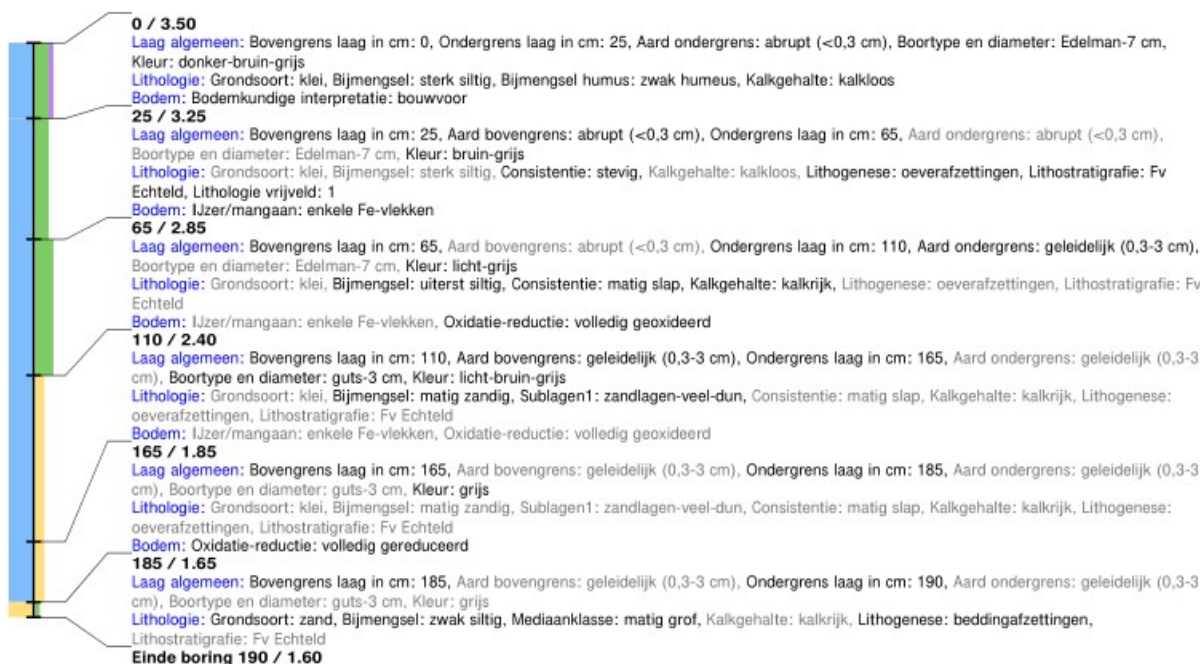 0 / 3.50
Laag algemeen: Bovengrens laag in cm: 0, Ondergrens laag in cm: 25, Aard ondergrens: abrupt (<0,3 cm), Boortype en diameter: Edelman-7 cm,
Kleur: donker-bruin-grijs
Lithologie: Grondsoort: klei, Bijmengsel: sterk siltig, Bijmengsel humus: zwak humeus, Kalkgehalte: kalkloos
Bodem: Bodemkundige interpretatie: bouwvoor
25 / 3.25
Laag algemeen: Bovengrens laag in cm: 25, Aard bovengrens: abrupt (<0,3 cm), Ondergrens laag in cm: 65, Aard ondergrens: abrupt (<0,3 cm),
Boortype en diameter: Edelman-7 cm, Kleur: bruin-grijs
Lithologie: Grondsoort: klei, Bijmengsel: sterk siltig, Consistentie: stevig, Kalkgehalte: kalkloos, Lithogenese: oeverafzettingen, Lithostratigrafie: Fv
Echteld, Lithologie vrijveld: 1
Bodem: IJzer/mangaan: enkele Fe-vlekken
65 / 2.85
Laag algemeen: Bovengrens laag in cm: 65, Aard bovengrens: abrupt (<0,3 cm), Ondergrens laag in cm: 110, Aard ondergrens: geleidelijk (0,3-3 cm),
Boortype en diameter: Edelman-7 cm, Kleur: licht-grijs
Lithologie: Grondsoort: klei, Bijmengsel: uiterst siltig, Consistentie: matig slap, Kalkgehalte: kalkrijk, Lithogenese: oeverafzettingen, Lithostratigrafie: Fv
Echteld
Bodem: IJzer/mangaan: enkele Fe-vlekken, Oxidatie-reductie: volledig geoxideerd
110 / 2.40
Laag algemeen: Bovengrens laag in cm: 110, Aard bovengrens: geleidelijk (0,3-3 cm), Ondergrens laag in cm: 165, Aard ondergrens: geleidelijk (0,3-3
cm), Boortype en diameter: guts-3 cm, Kleur: licht-bruin-grijs
Lithologie: Grondsoort: klei, Bijmengsel: matig zandig, Sublagen1: zandlagen-veel-dun, Consistentie: matig slap, Kalkgehalte: kalkrijk, Lithogenese:
oeverafzettingen, Lithostratigrafie: Fv Echteld
Bodem: IJzer/mangaan: enkele Fe-vlekken, Oxidatie-reductie: volledig geoxideerd
165 / 1.85
Laag algemeen: Bovengrens laag in cm: 165, Aard bovengrens: geleidelijk (0,3-3 cm), Ondergrens laag in cm: 185, Aard ondergrens: geleidelijk (0,3-3
cm), Boortype en diameter: guts-3 cm, Kleur: grijs
Lithologie: Grondsoort: klei, Bijmengsel: matig zandig, Sublagen1: zandlagen-veel-dun, Consistentie: matig slap, Kalkgehalte: kalkrijk, Lithogenese:
oeverafzettingen, Lithostratigrafie: Fv Echteld
Bodem: Oxidatie-reductie: volledig gereduceerd
185 / 1.65
Laag algemeen: Bovengrens laag in cm: 185, Aard bovengrens: geleidelijk (0,3-3 cm), Ondergrens laag in cm: 190, Aard ondergrens: geleidelijk (0,3-3
cm), Boortype en diameter: guts-3 cm, Kleur: grijs
Lithologie: Grondsoort: zand, Bijmengsel: zwak siltig, Mediaanklasse: matig grof, Kalkgehalte: kalkrijk, Lithogenese: beddingafzettingen,
Lithostratigrafie: Fv Echteld
Einde boring 190 / 1.60